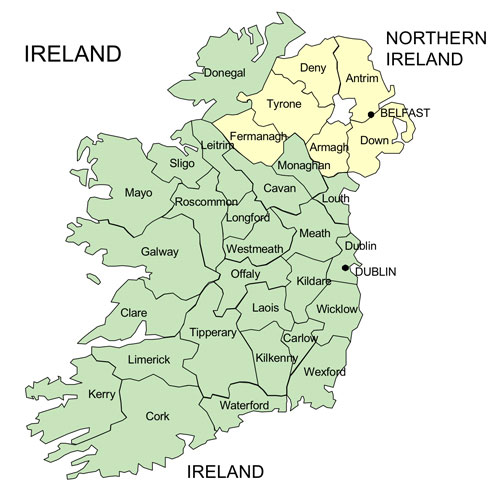 IRELAND
NORTHERN
IRELAND
Donegal
Deny
Antrim
Tyrone
BELFAST
Fermanagh
Armagh
Down
Leitrim
Sligo
Monaghan
Mayo
Cavan
Roscommon
Louth
Longford
Meath
Galway
Westmeath
Dublin
Offaly
DUBLIN
Kildare
Clare
Laois
Wicklow
Tipperary
Carlow
Limerick
Kilkenny
Wexford
Kerry
Waterford
Cork
IRELAND